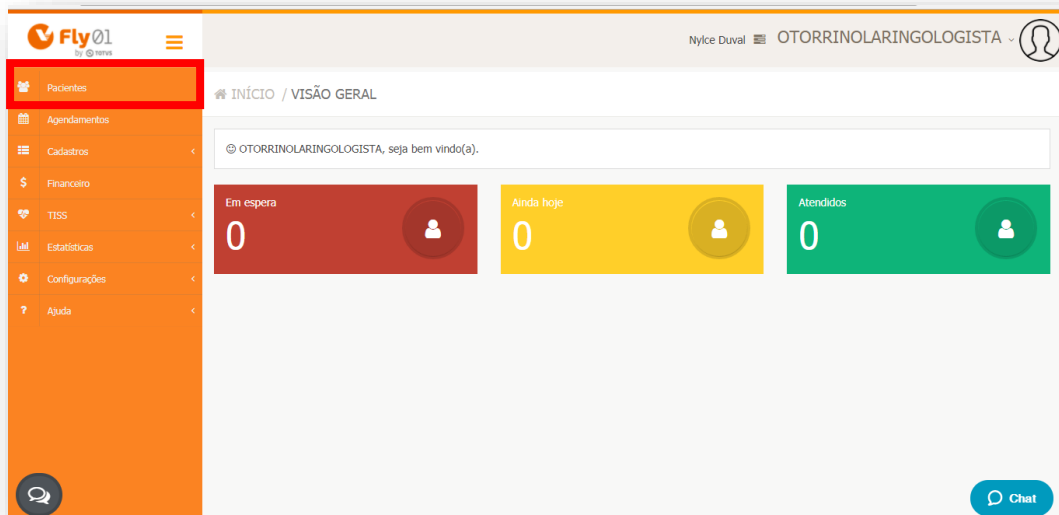 Fly01
by TOTVS
Nylce Duval OTORRINOLARINGOLOGISTA
Pacientes
Agendamentos
Cadastros
Financeiro
TISS
Estatísticas
Configurações
Ajuda
INÍCIO / VISÃO GERAL
OTORRINOLARINGOLOGISTA, seja bem vindo(a).
Em espera
0
Ainda hoje
0
Atendidos
0
Chat